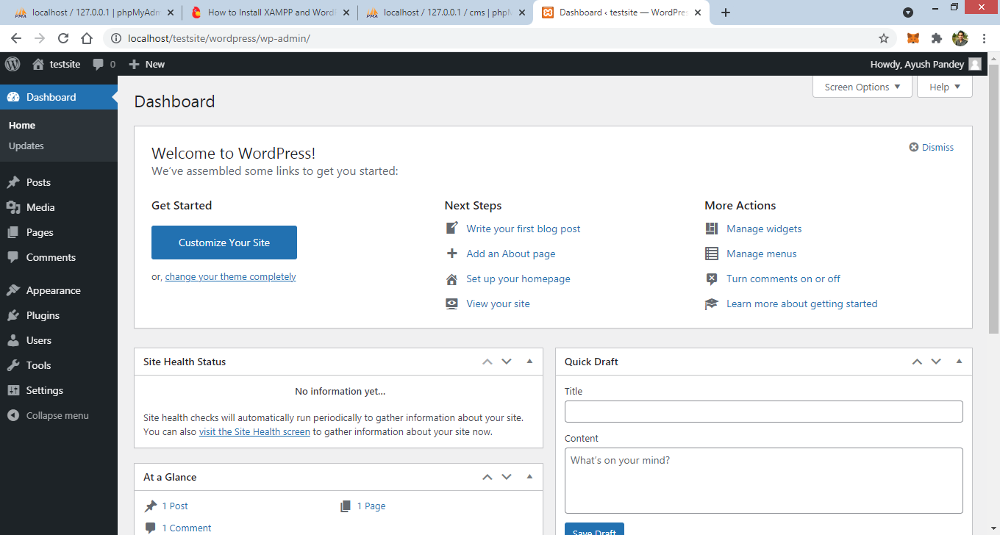 localhost / 127.0.0.1 | phpMyAdm
How to Install XAMPP and Word
localhost / 127.0.0.1 / cms | phpM
Dashboard ‹ testsite — WordPres
localhost/testsite/wordpress/wp-admin/
testsite
0
New
Howdy, Ayush Pandey
Dashboard
Home
Updates
Posts
Media
Pages
Comments
Appearance
Plugins
Users
Tools
Settings
Collapse menu
Screen Options
Help
Dashboard
Welcome to WordPress!
We've assembled some links to get you started:
Dismiss
Get Started
Customize Your Site
or, change your theme completely
Next Steps
Write your first blog post
Add an About page
Set up your homepage
View your site
More Actions
Manage widgets
Manage menus
Turn comments on or off
Learn more about getting started
Site Health Status
No information yet…
Site health checks will automatically run periodically to gather information about your site.
You can also visit the Site Health screen to gather information about your site now.
At a Glance
1 Post
1 Page
1 Comment
Quick Draft
Title
Content
What's on your mind?
Save Draft